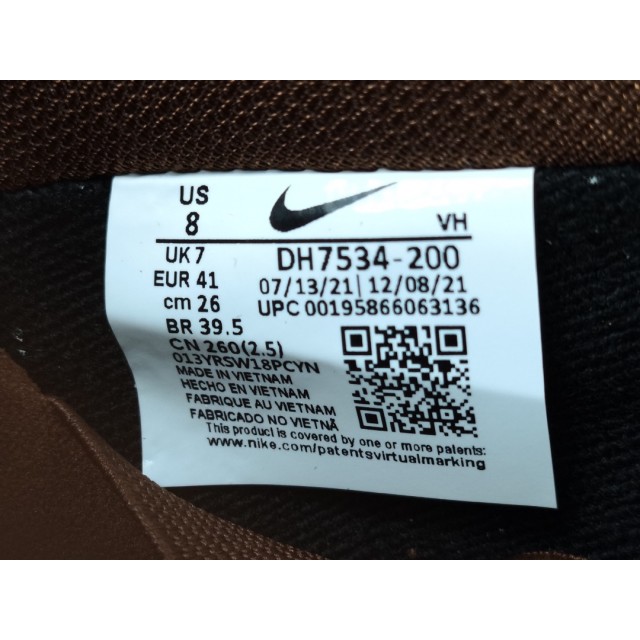 US
8
VH
UK 7
DH7534-200
EUR 41
07/13/21 | 12/08/21
cm 26
UPC 00195866063136
BR 39.5
CN 260(2.5)
013YRSW18PCYN
MADE IN VIETNAM
HECHO EN VIETNAM
FABRIQUE AU VIETNAM
FABRICADO NO VIETNÃ
This product is covered by one or more patents:
www.nike.com/patentsvirtualmarking